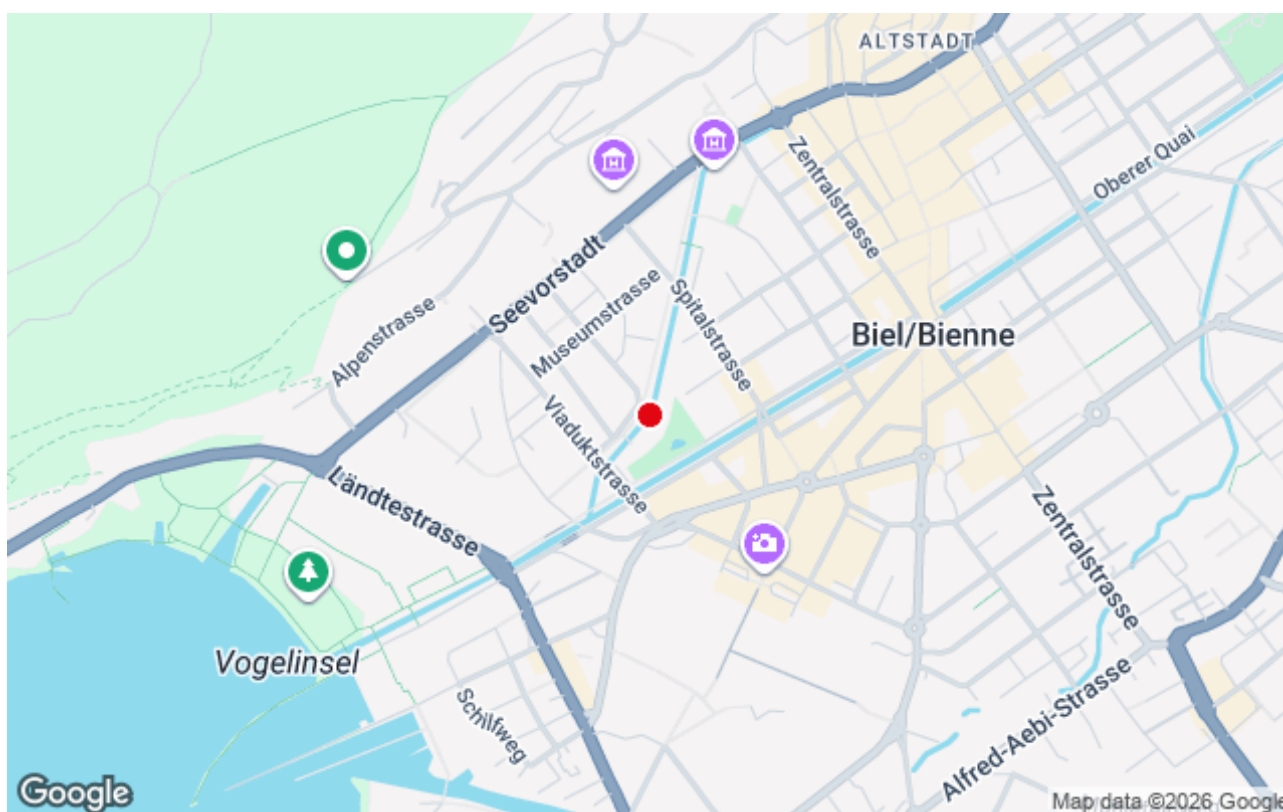 ALTSTADT
Zentralstrasse
Oberer Quai
Seevorstadt
Spitalstrasse
Museumstrasse
Biel/Bienne
Alpenstrasse
Viaduktstrasse
Ländtestrasse
Zentralstrasse
Vogelinsel
Schilfweg
Alfred-Aebi-Strasse
Google
Map data ©2026 Google